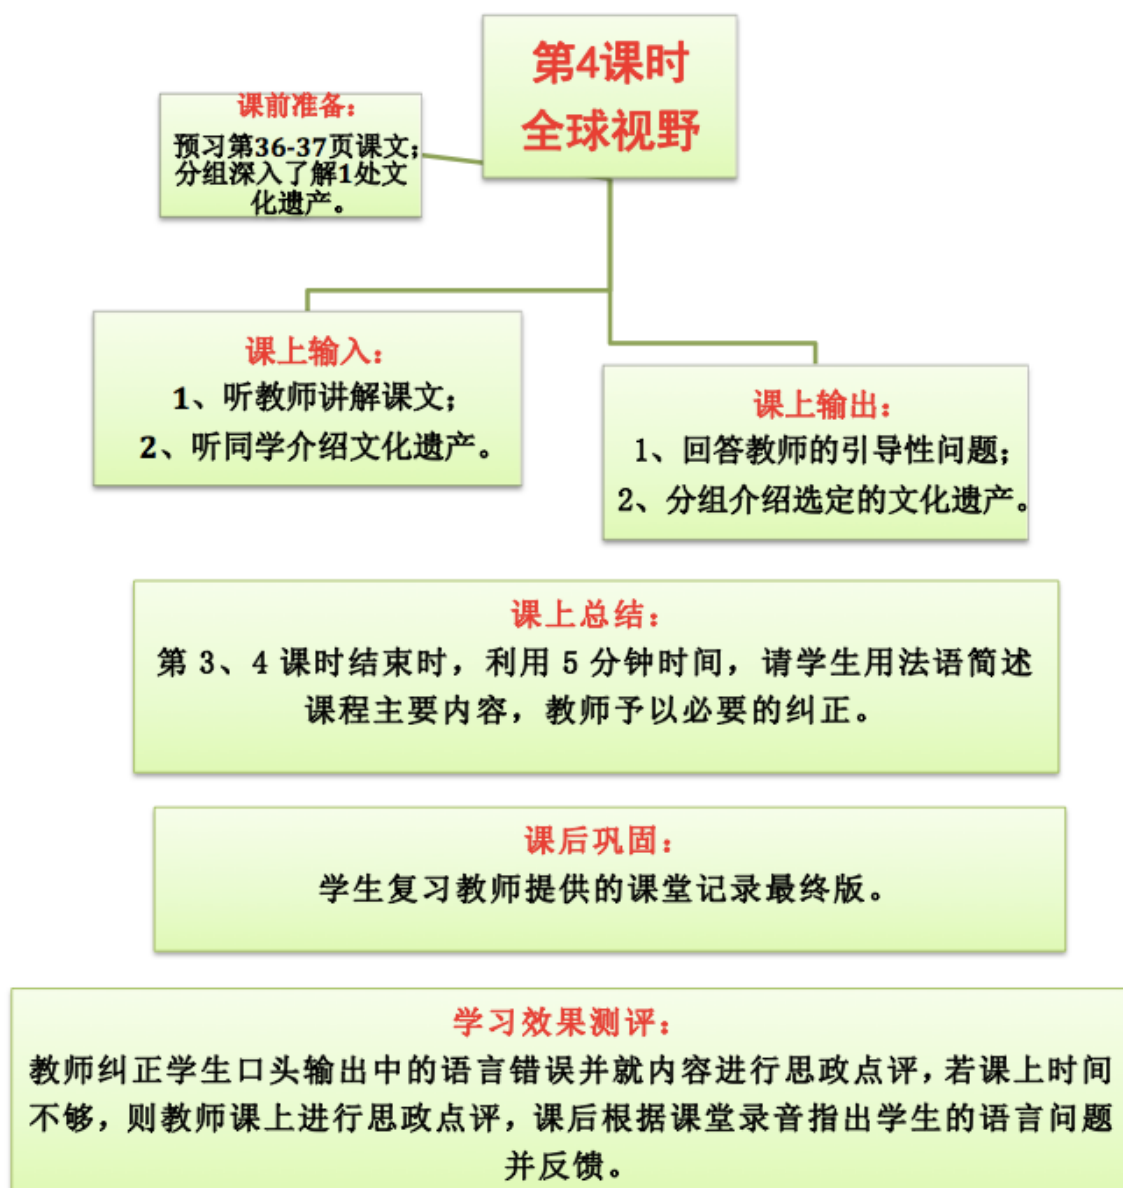 第4课时
全球视野
课前准备：
预习第36-37页课文；
分组深入了解1处文
化遗产。
课上输入：
1、听教师讲解课文；
2、听同学介绍文化遗产。
课上输出：
1、回答教师的引导性问题；
2、分组介绍选定的文化遗产。
课上总结：
第 3、4 课时结束时，利用 5 分钟时间，请学生用法语简述
课程主要内容，教师予以必要的纠正。
课后巩固：
学生复习教师提供的课堂记录最终版。
学习效果测评：
教师纠正学生口头输出中的语言错误并就内容进行思政点评，若课上时间
不够，则教师课上进行思政点评，课后根据课堂录音指出学生的语言问题
并反馈。